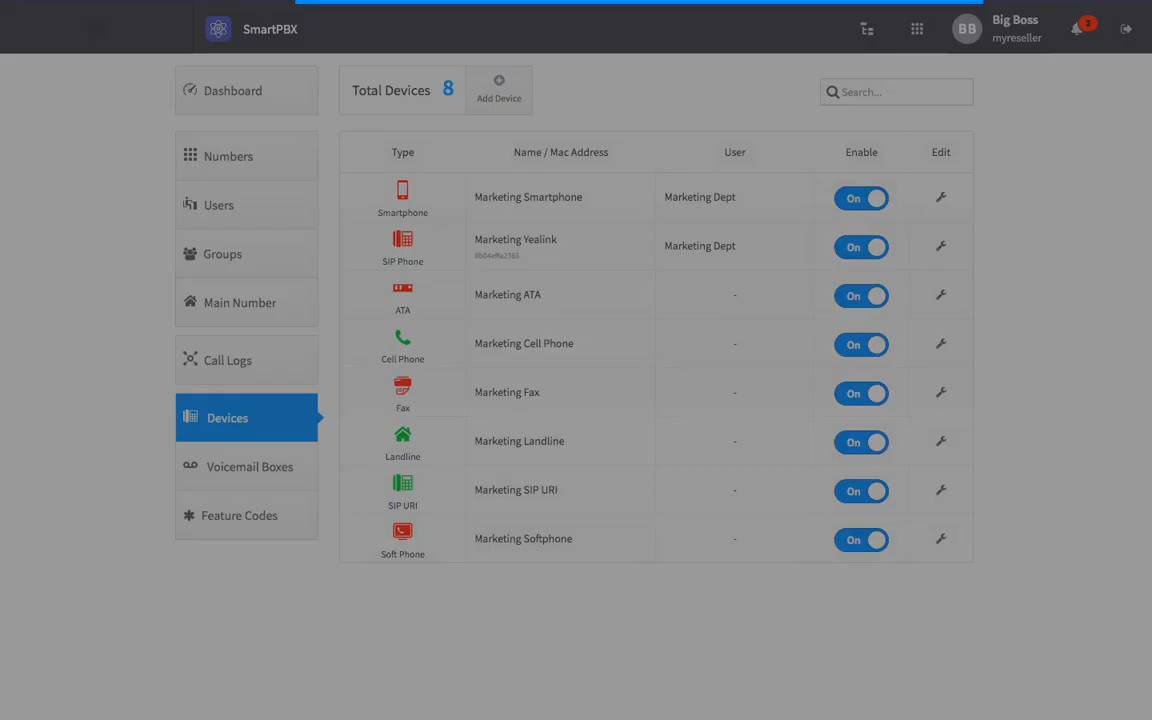 SmartPBX
BB
Big Boss
myreseller
2
Dashboard
Numbers
Users
Groups
Main Number
Call Logs
Devices
Voicemail Boxes
Feature Codes
Total Devices 8
Add Device
Search...
Type Name / Mac Address User Enable Edit
Smartphone Marketing Smartphone Marketing Dept On
SIP Phone Marketing Yealink 8b04effa2365 Marketing Dept On
ATA Marketing ATA - On
Cell Phone Marketing Cell Phone - On
Fax Marketing Fax - On
Landline Marketing Landline - On
SIP URI Marketing SIP URI - On
Soft Phone Marketing Softphone - On